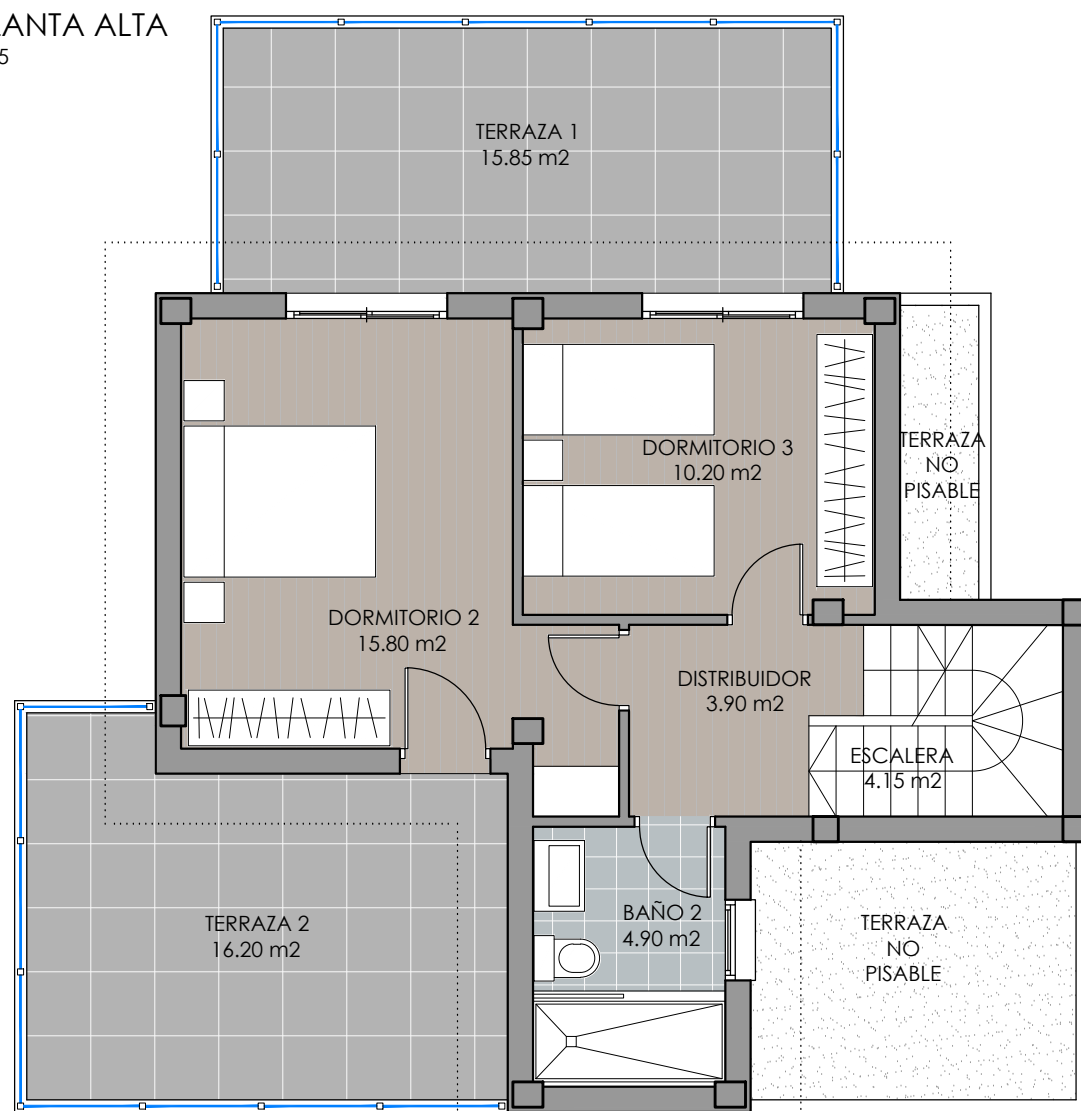 LANTA ALTA
5
TERRAZA 1
15.85 m2
DORMITORIO 3
10.20 m2
TERRAZA
NO
PISABLE
DORMITORIO 2
15.80 m2
DISTRIBUIDOR
3.90 m2
ESCALERA
4.15 m2
TERRAZA 2
16.20 m2
BAÑO 2
4.90 m2
TERRAZA
NO
PISABLE